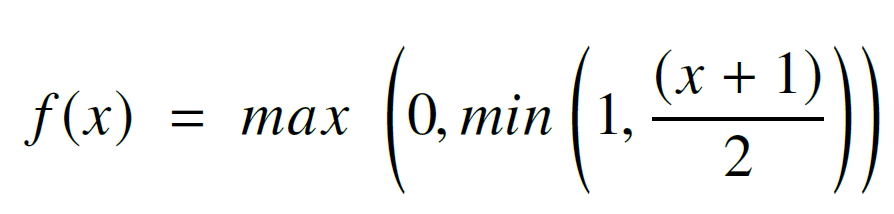 f(x) = max (0, min (1, (x + 1)/2))